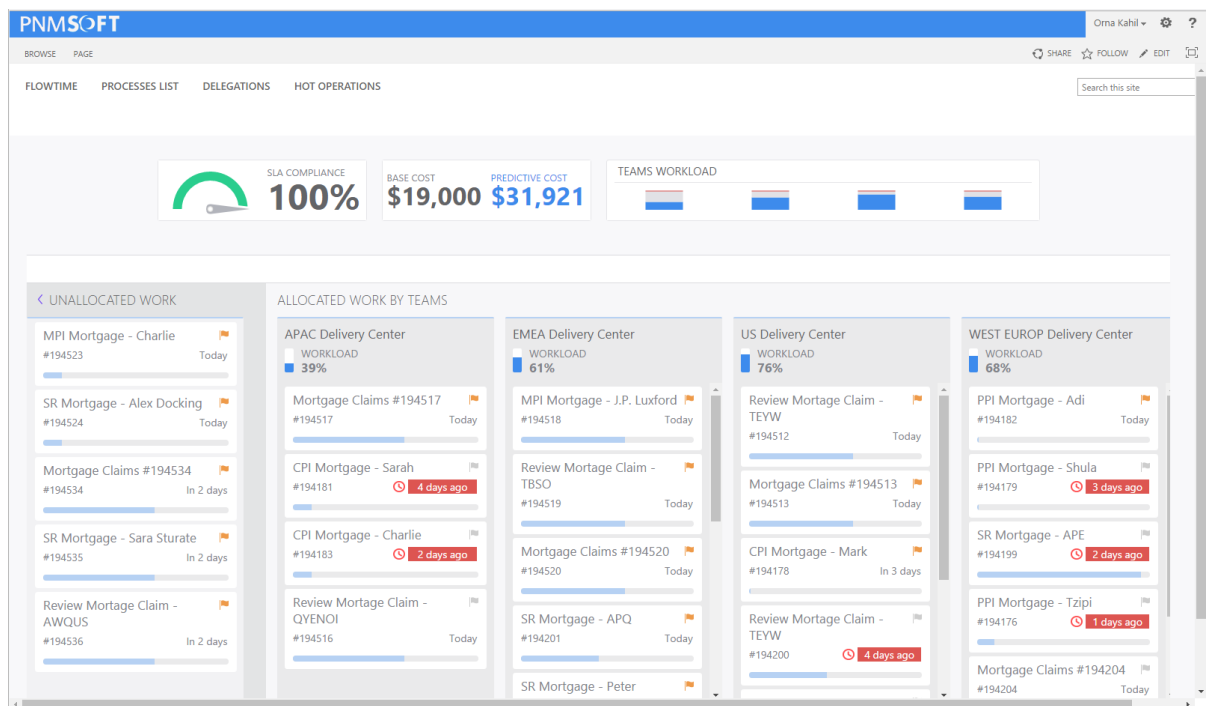 PNMSOFT
Orna Kahil
?
BROWSE PAGE
SHARE FOLLOW EDIT
FLOWTIME PROCESSES LIST DELEGATIONS HOT OPERATIONS
Search this site
SLA COMPLIANCE
100%
BASE COST
$19,000
PREDICTIVE COST
$31,921
TEAMS WORKLOAD
UNALLOCATED WORK
MPI Mortgage - Charlie
#194523 Today
SR Mortgage - Alex Docking
#194524 Today
Mortgage Claims #194534
#194534 In 2 days
SR Mortgage - Sara Sturate
#194535 In 2 days
Review Mortage Claim -
AWQUS
#194536 In 2 days
ALLOCATED WORK BY TEAMS
APAC Delivery Center
WORKLOAD
39%
Mortgage Claims #194517
#194517 Today
CPI Mortgage - Sarah
#194181 4 days ago
CPI Mortgage - Charlie
#194183 2 days ago
Review Mortage Claim -
QYENOI
#194516 Today
EMEA Delivery Center
WORKLOAD
61%
MPI Mortgage - J.P. Luxford
#194518 Today
Review Mortage Claim -
TBSO
#194519 Today
Mortgage Claims #194520
#194520 Today
SR Mortgage - APQ
#194201 Today
SR Mortgage - Peter
US Delivery Center
WORKLOAD
76%
Review Mortage Claim -
TEYW
#194512 Today
Mortgage Claims #194513
#194513 Today
CPI Mortgage - Mark
#194178 In 3 days
Review Mortage Claim -
TEYW
#194200 4 days ago
WEST EUROP Delivery Center
WORKLOAD
68%
PPI Mortgage - Adi
#194182 Today
PPI Mortgage - Shula
#194179 3 days ago
SR Mortgage - APE
#194199 2 days ago
PPI Mortgage - Tzipi
#194176 1 days ago
Mortgage Claims #194204
#194204 Today